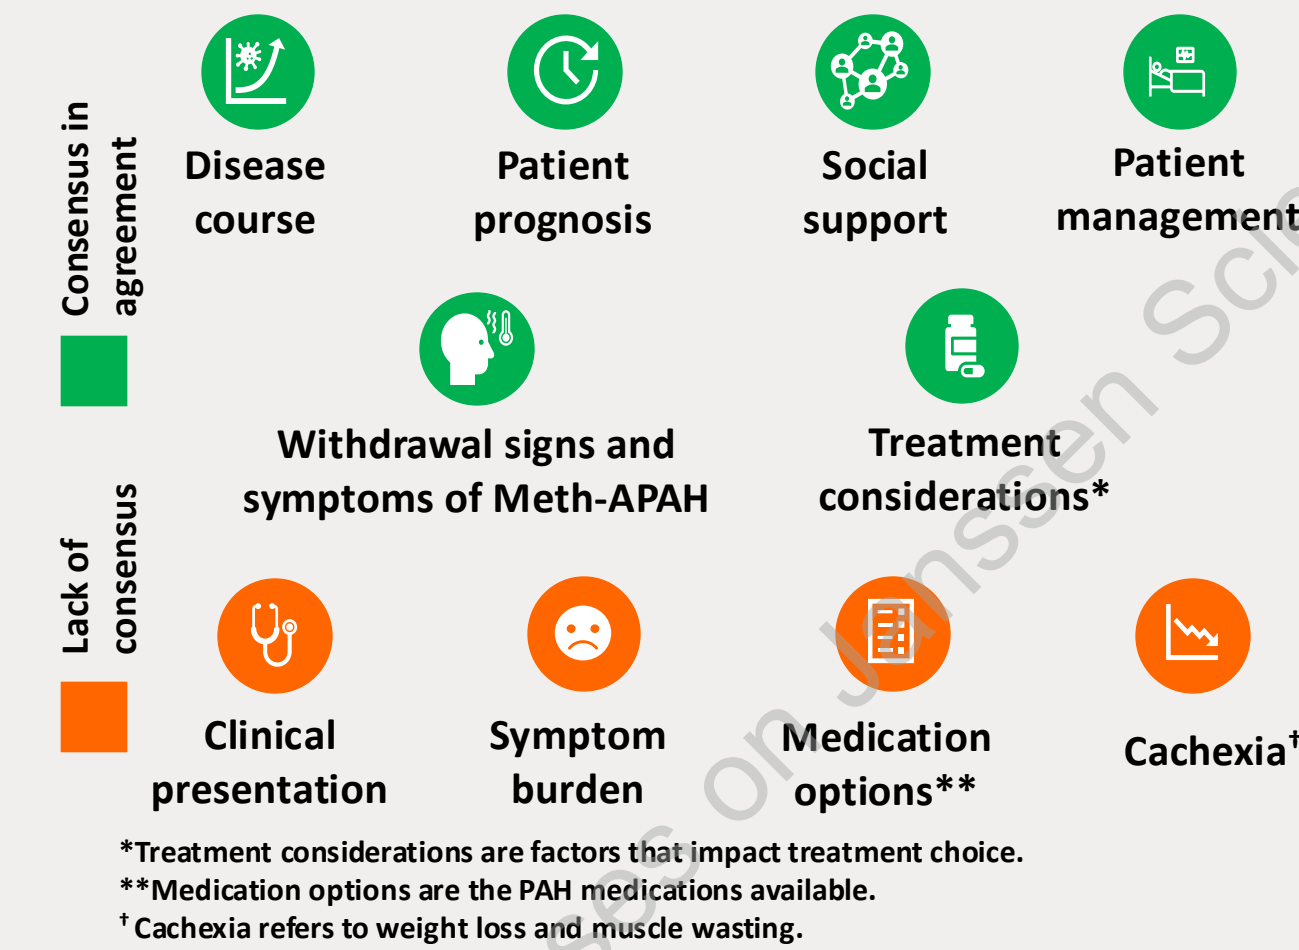 Consensus in
agreement
Disease
course
Patient
prognosis
Social
support
Patient
management
Withdrawal signs and
symptoms of Meth-APAH
Treatment
considerations*
Lack of
consensus
Clinical
presentation
Symptom
burden
Medication
options**
Cachexia†
*Treatment considerations are factors that impact treatment choice.
**Medication options are the PAH medications available.
† Cachexia refers to weight loss and muscle wasting.
on Janssen